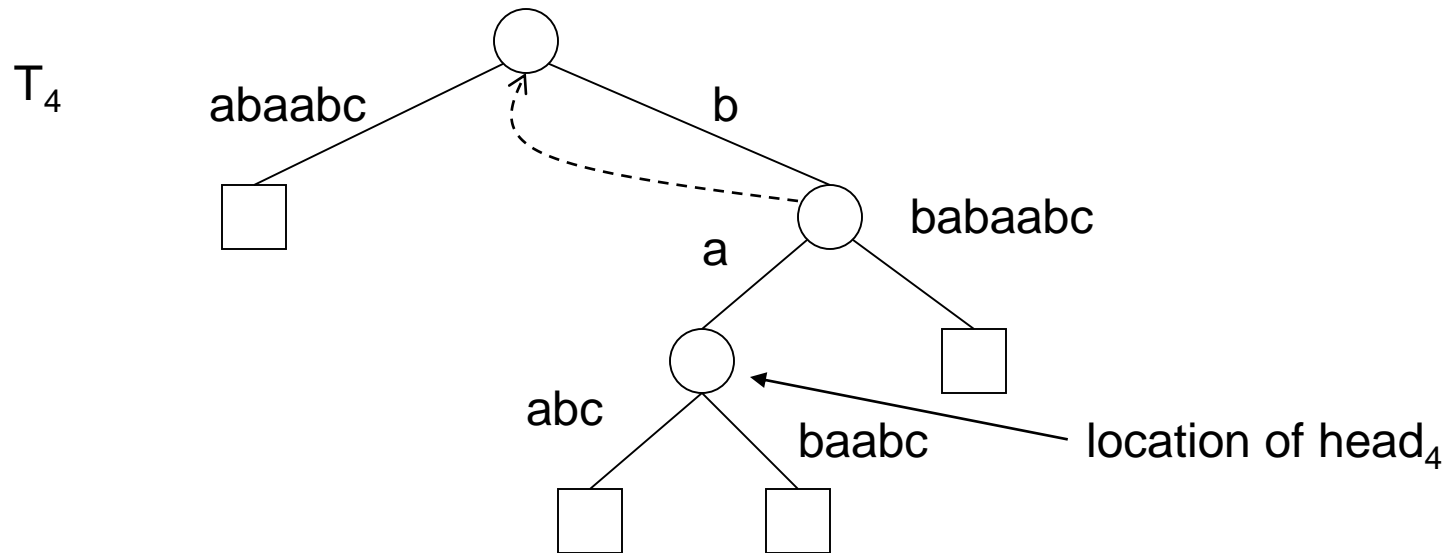 T₄
abaabc
b
babaabc
a
abc
baabc
location of head₄